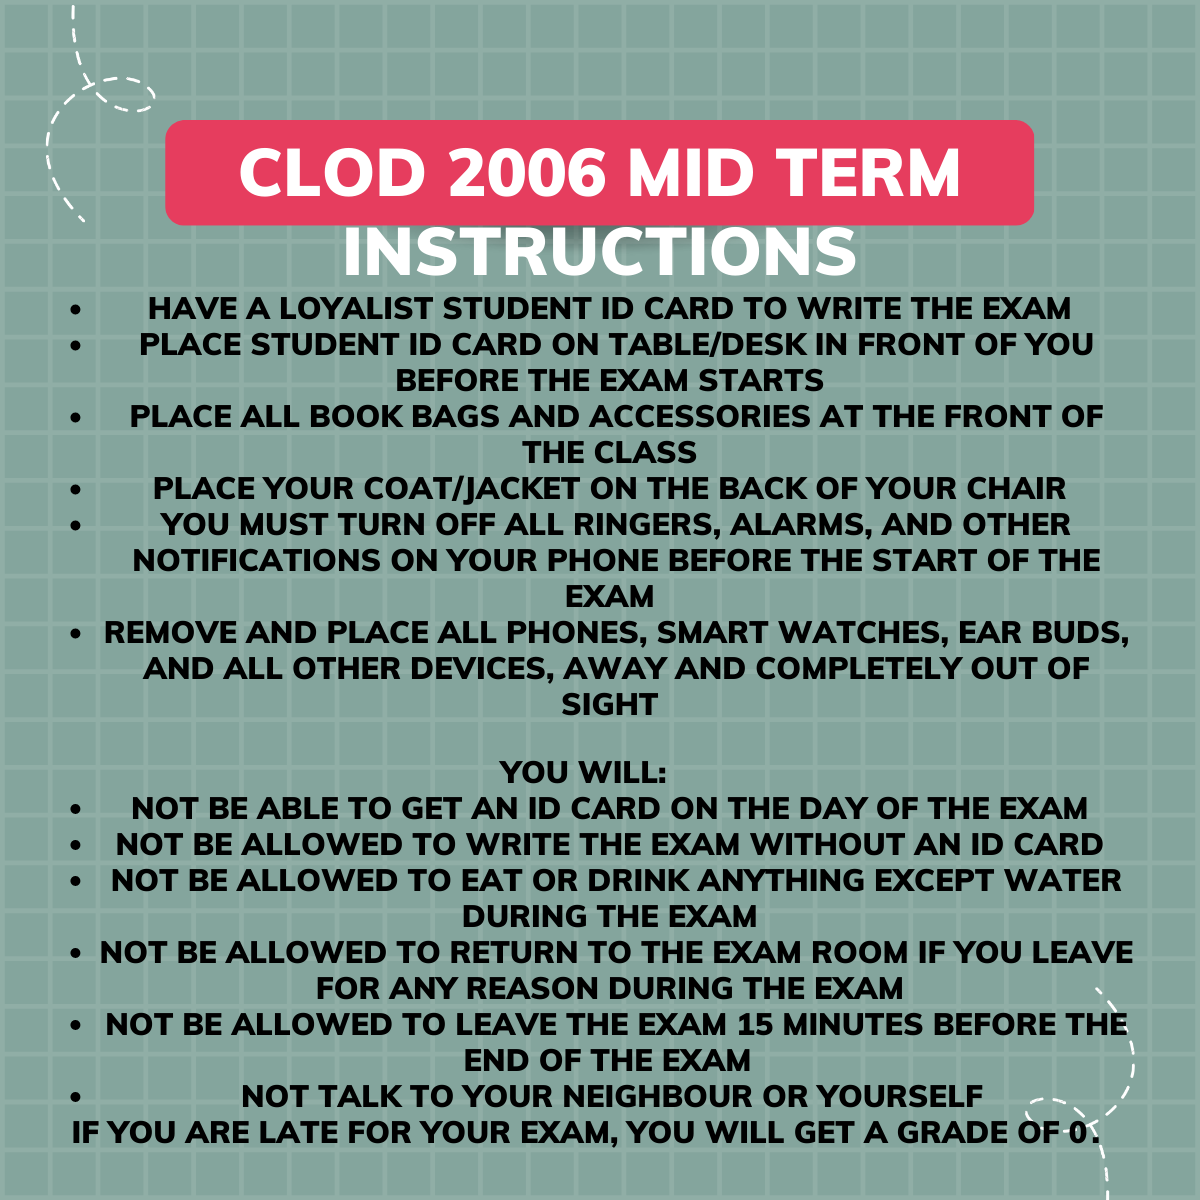 CLOD 2006 MID TERM
INSTRUCTIONS
• HAVE A LOYALIST STUDENT ID CARD TO WRITE THE EXAM
• PLACE STUDENT ID CARD ON TABLE/DESK IN FRONT OF YOU
BEFORE THE EXAM STARTS
• PLACE ALL BOOK BAGS AND ACCESSORIES AT THE FRONT OF
THE CLASS
• PLACE YOUR COAT/JACKET ON THE BACK OF YOUR CHAIR
• YOU MUST TURN OFF ALL RINGERS, ALARMS, AND OTHER
NOTIFICATIONS ON YOUR PHONE BEFORE THE START OF THE
EXAM
• REMOVE AND PLACE ALL PHONES, SMART WATCHES, EAR BUDS,
AND ALL OTHER DEVICES, AWAY AND COMPLETELY OUT OF
SIGHT
YOU WILL:
• NOT BE ABLE TO GET AN ID CARD ON THE DAY OF THE EXAM
• NOT BE ALLOWED TO WRITE THE EXAM WITHOUT AN ID CARD
• NOT BE ALLOWED TO EAT OR DRINK ANYTHING EXCEPT WATER
DURING THE EXAM
• NOT BE ALLOWED TO RETURN TO THE EXAM ROOM IF YOU LEAVE
FOR ANY REASON DURING THE EXAM
• NOT BE ALLOWED TO LEAVE THE EXAM 15 MINUTES BEFORE THE
END OF THE EXAM
• NOT TALK TO YOUR NEIGHBOUR OR YOURSELF
IF YOU ARE LATE FOR YOUR EXAM, YOU WILL GET A GRADE OF 0.